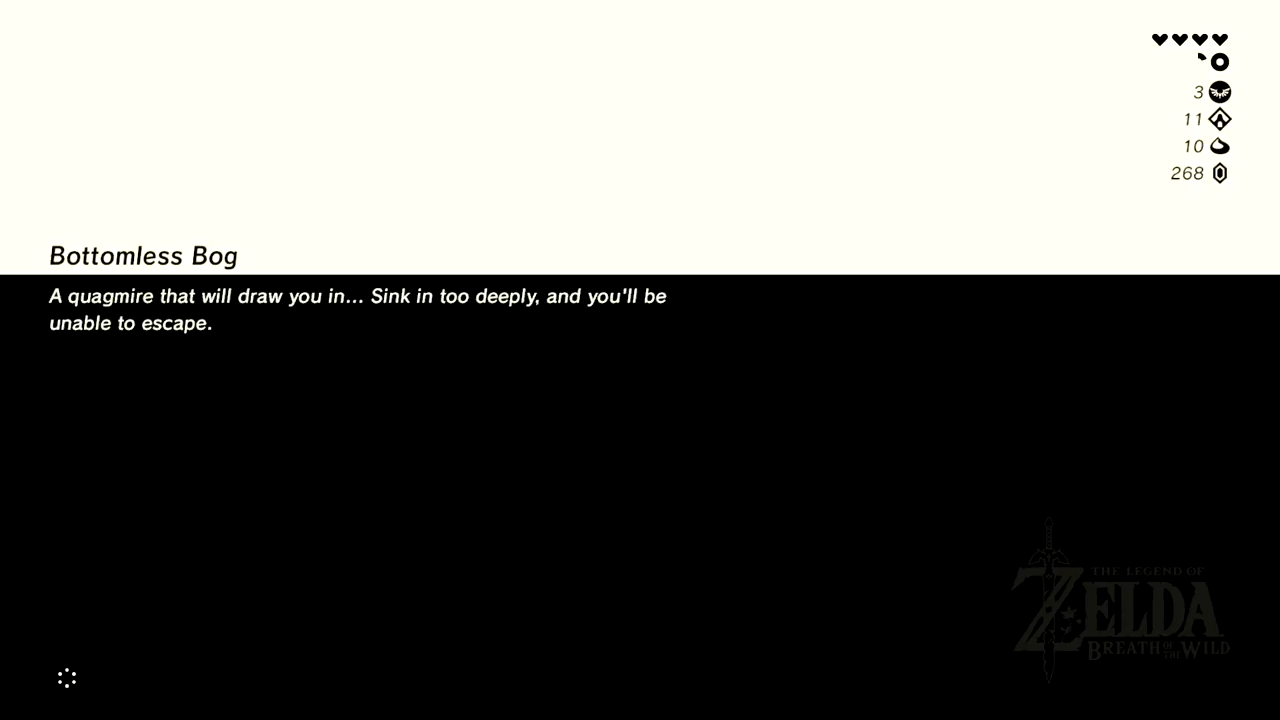 3
11
10
268
Bottomless Bog
A quagmire that will draw you in... Sink in too deeply, and you'll be
unable to escape.
THE LEGEND OF
ZELDA
BREATH OF THE WILD